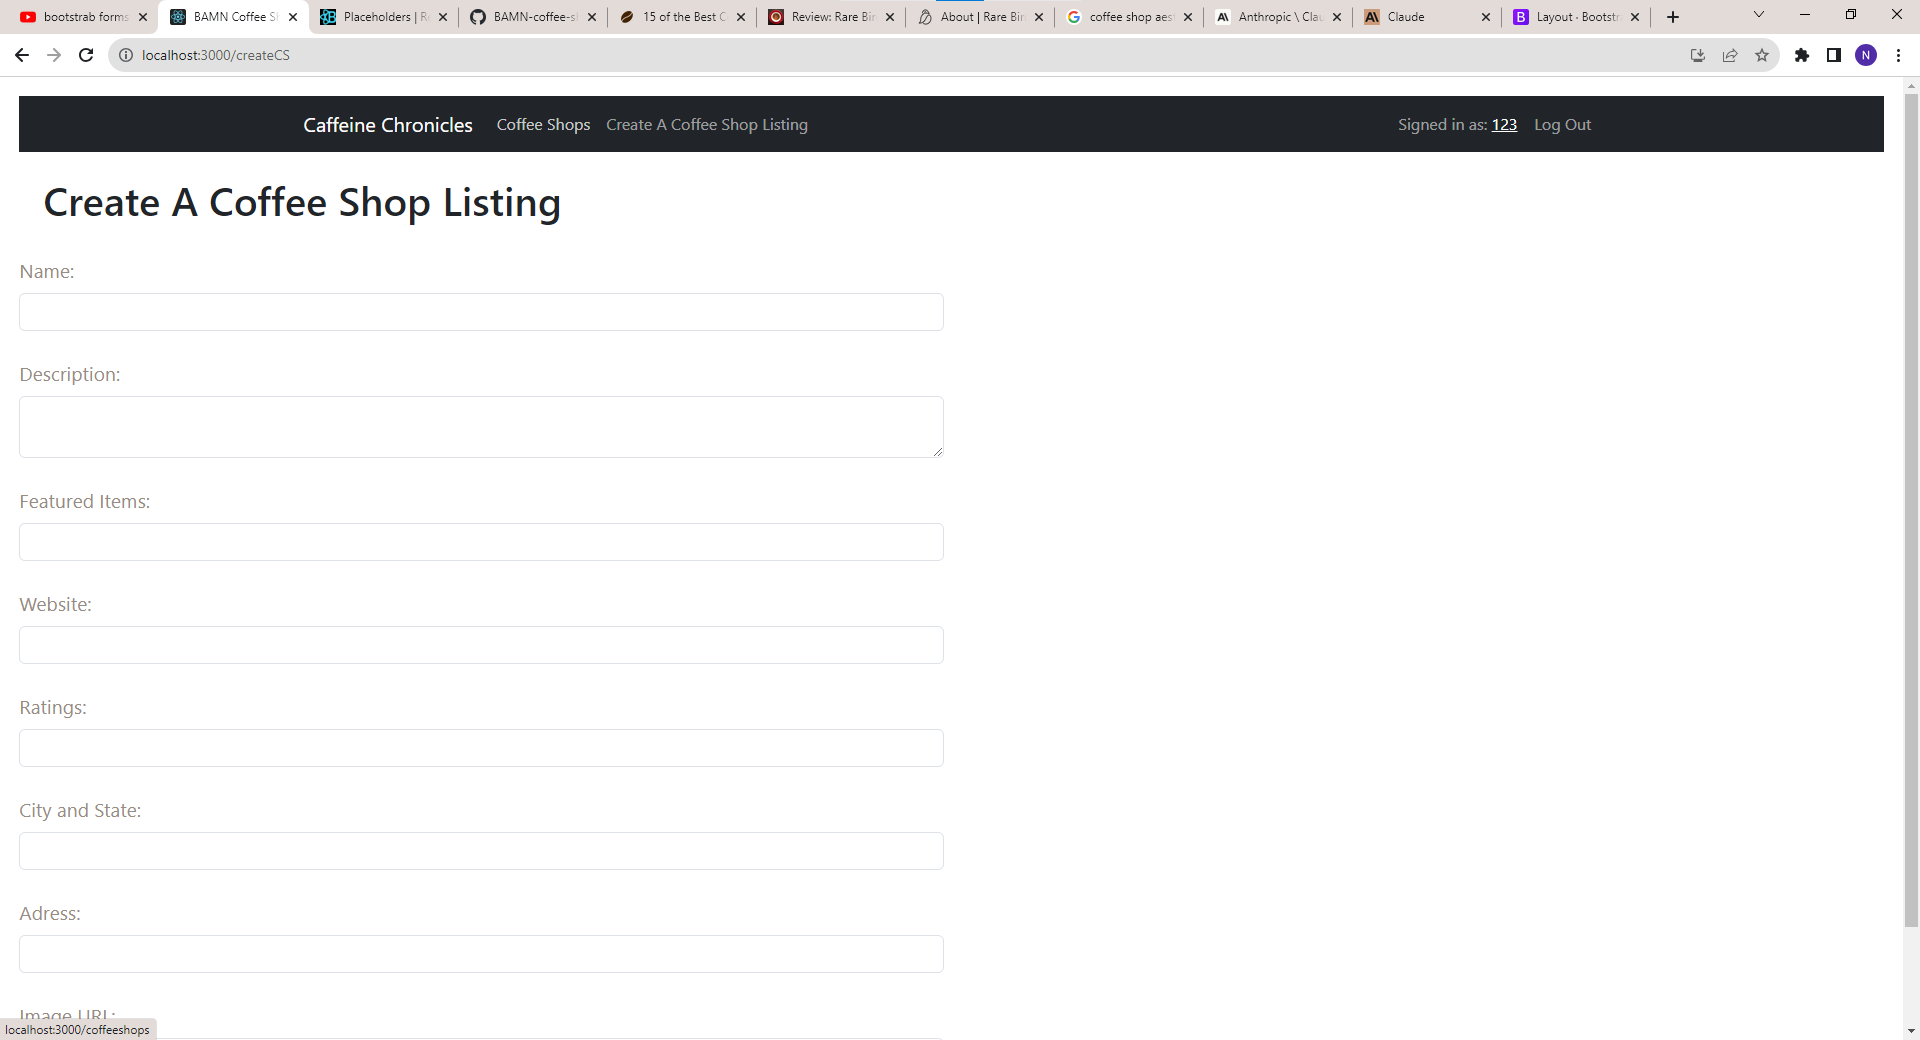 bootstrab forms
BAMN Coffee S
Placeholders | R
BAMN-coffee-s
15 of the Best C
Review: Rare Bir
About | Rare Bir
coffee shop aes
Anthropic \ Clau
Claude
Layout · Bootstr
localhost:3000/createCS
N
Caffeine Chronicles
Coffee Shops
Create A Coffee Shop Listing
Signed in as: 123
Log Out
Create A Coffee Shop Listing
Name:
Description:
Featured Items:
Website:
Ratings:
City and State:
Adress:
Image URL:
localhost:3000/coffeeshops